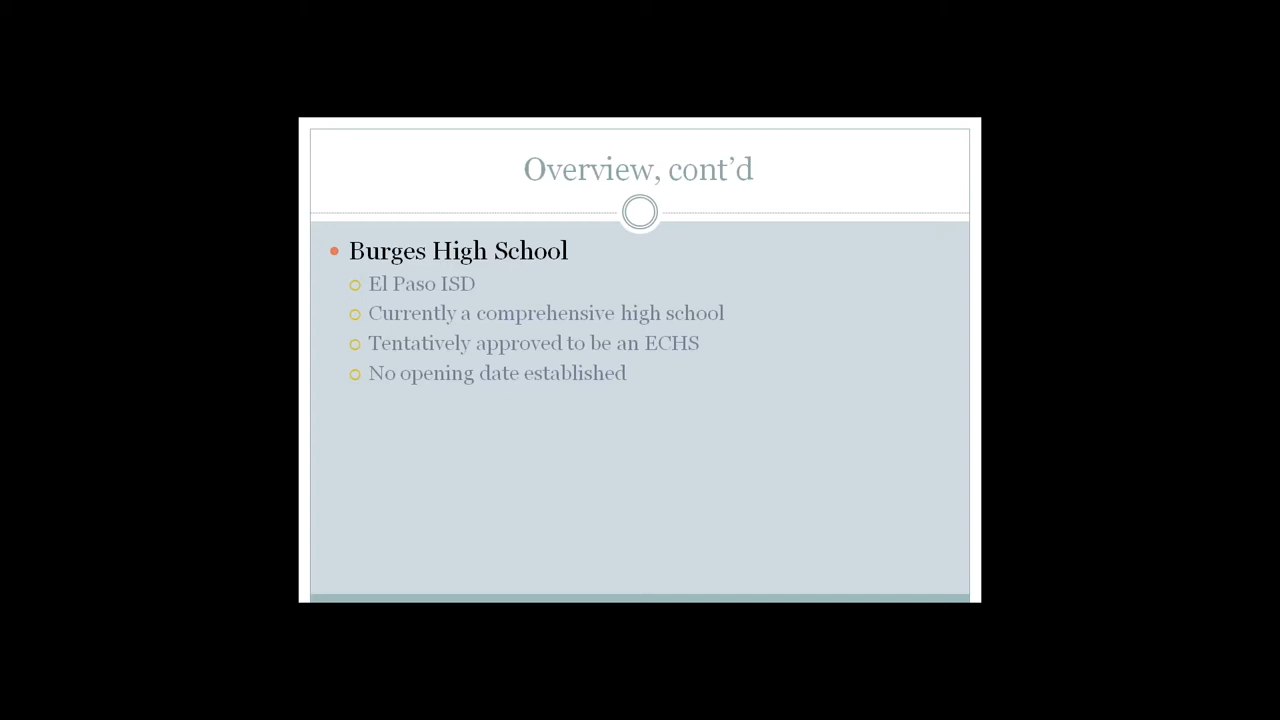 Overview, cont’d
Burges High School
El Paso ISD
Currently a comprehensive high school
Tentatively approved to be an ECHS
No opening date established